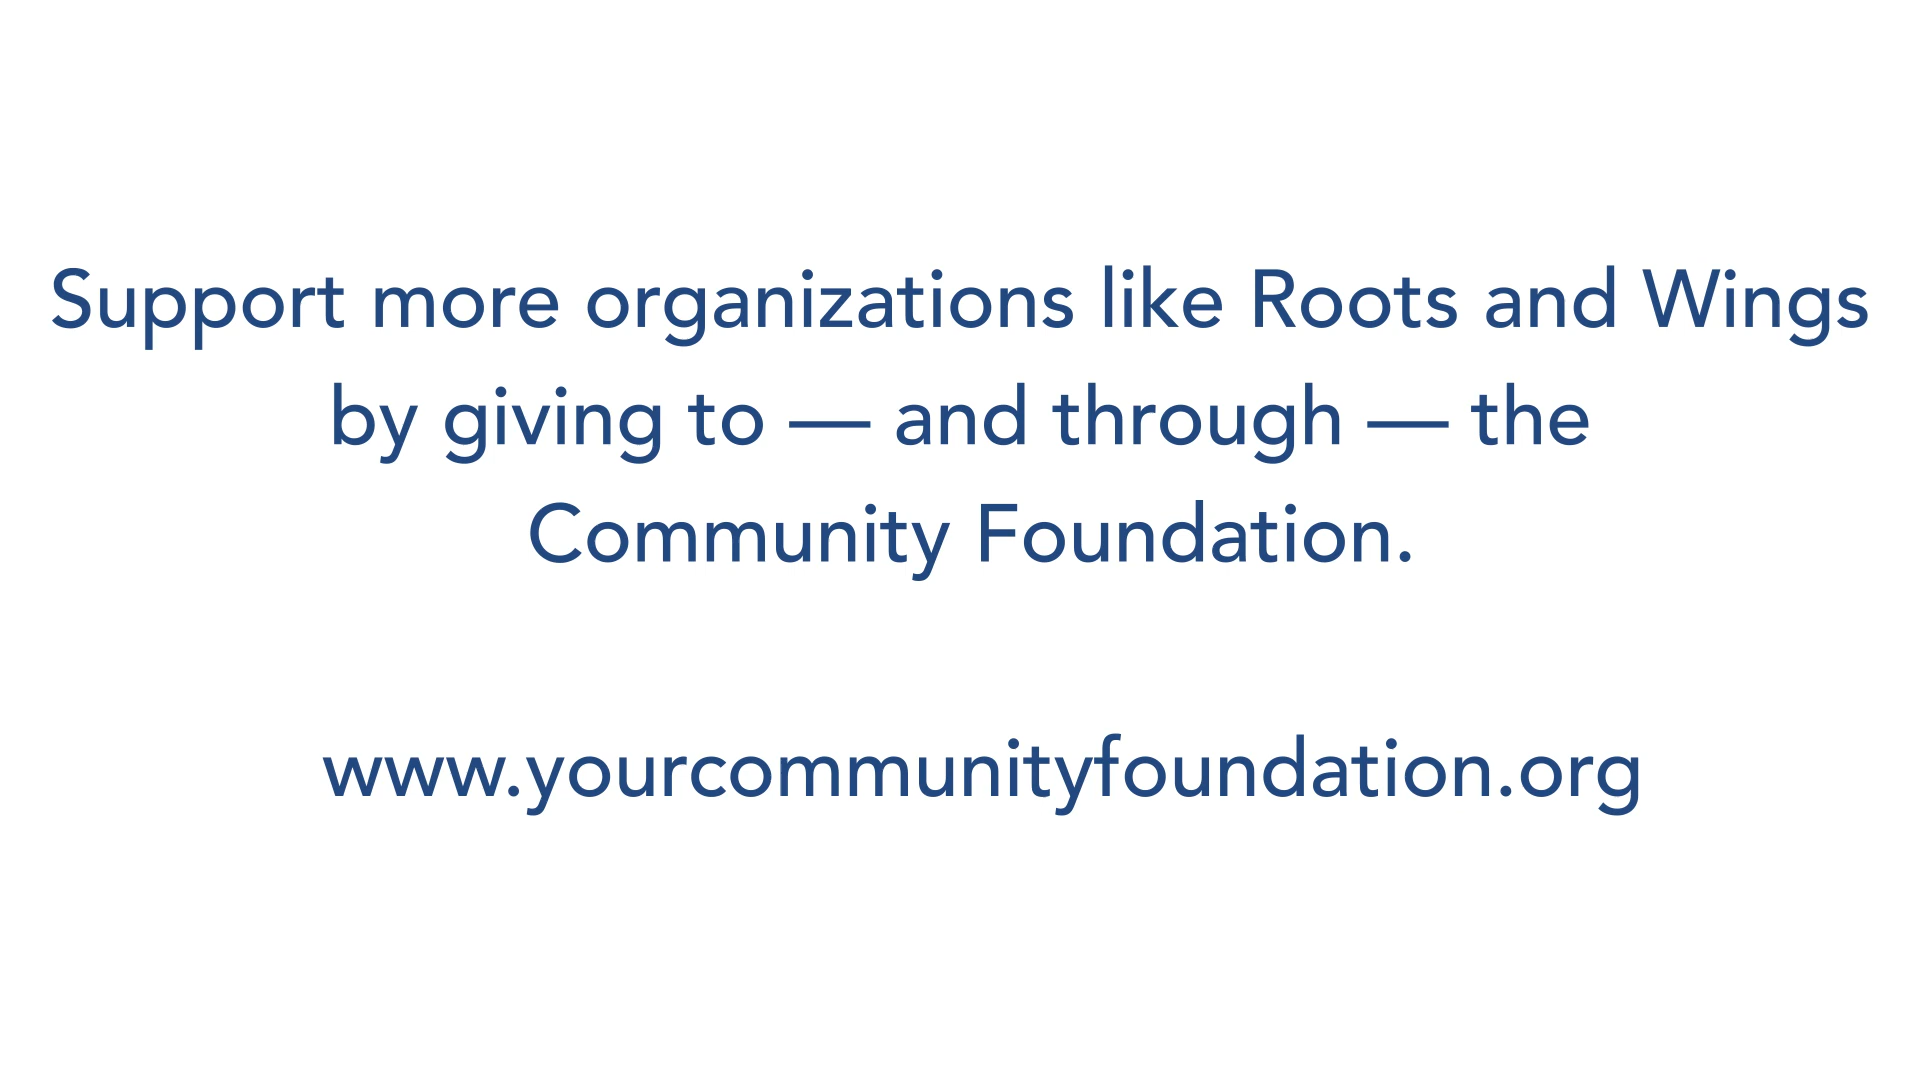 Support more organizations like Roots and Wings
by giving to — and through — the
Community Foundation.
www.yourcommunityfoundation.org